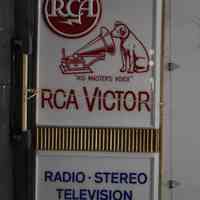 RCA
"HIS MASTER'S VOICE"
RCA VICTOR
RADIO · STEREO
TELEVISION